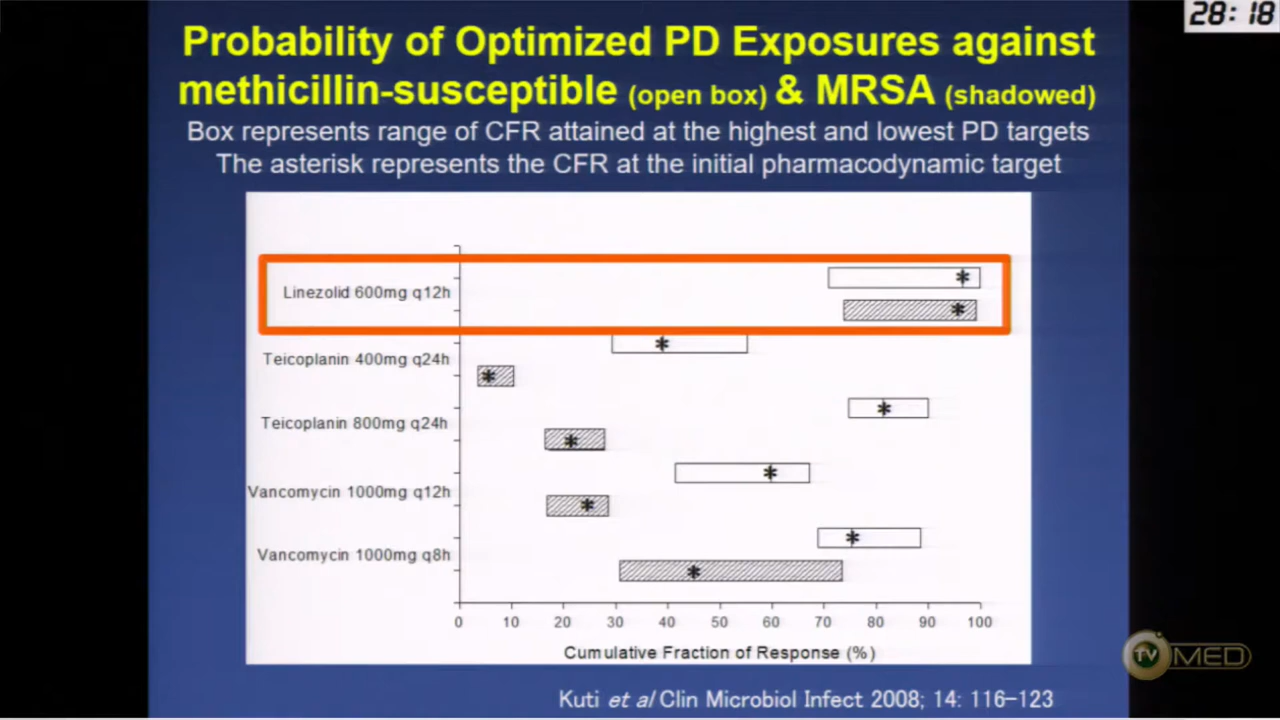 28: 18
Probability of Optimized PD Exposures against
methicillin-susceptible (open box) & MRSA (shadowed)
Box represents range of CFR attained at the highest and lowest PD targets
The asterisk represents the CFR at the initial pharmacodynamic target
Linezolid 600mg q12h
Teicoplanin 400mg q24h
Teicoplanin 800mg q24h
Vancomycin 1000mg q12h
Vancomycin 1000mg q8h
0 10 20 30 40 50 60 70 80 90 100
Cumulative Fraction of Response (%)
TV MED
Kuti et al Clin Microbiol Infect 2008; 14: 116–123